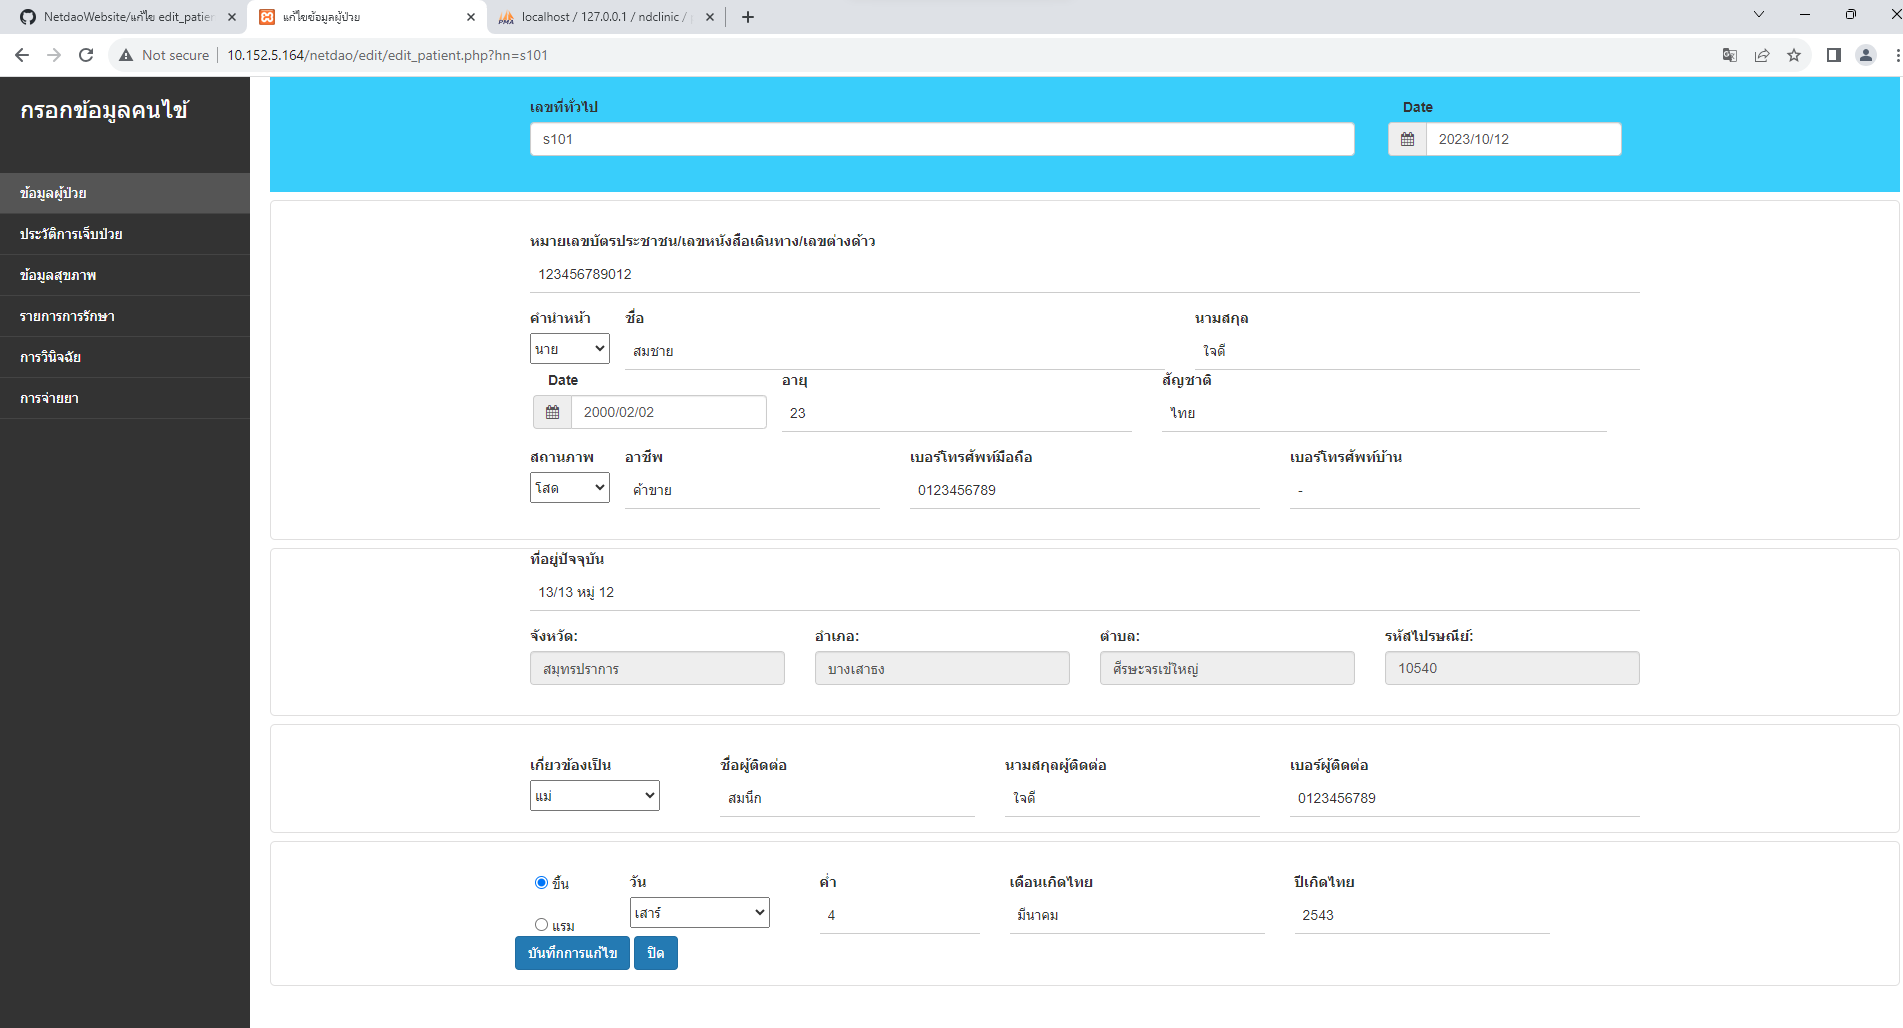 NetdaoWebsite/แก้ไข edit_patien
แก้ไขข้อมูลผู้ป่วย
localhost / 127.0.0.1 / ndclinic /
Not secure
10.152.5.164/netdao/edit/edit_patient.php?hn=s101
กรอกข้อมูลคนไข้
ข้อมูลผู้ป่วย
ประวัติการเจ็บป่วย
ข้อมูลสุขภาพ
รายการการรักษา
การวินิจฉัย
การจ่ายยา
เลขที่ทั่วไป Date
s101 2023/10/12
หมายเลขบัตรประชาชน/เลขหนังสือเดินทาง/เลขต่างด้าว
123456789012
คำนำหน้า ชื่อ นามสกุล
นาย สมชาย ใจดี
Date อายุ สัญชาติ
2000/02/02 23 ไทย
สถานภาพ อาชีพ เบอร์โทรศัพท์มือถือ เบอร์โทรศัพท์บ้าน
โสด ค้าขาย 0123456789 -
ที่อยู่ปัจจุบัน
13/13 หมู่ 12
จังหวัด: อำเภอ: ตำบล: รหัสไปรษณีย์:
สมุทรปราการ บางเสาธง ศีรษะจรเข้ใหญ่ 10540
เกี่ยวข้องเป็น ชื่อผู้ติดต่อ นามสกุลผู้ติดต่อ เบอร์ผู้ติดต่อ
แม่ สมนึก ใจดี 0123456789
ขึ้น วัน ค่ำ เดือนเกิดไทย ปีเกิดไทย
เสาร์ 4 มีนาคม 2543
แรม
บันทึกการแก้ไข ปิด